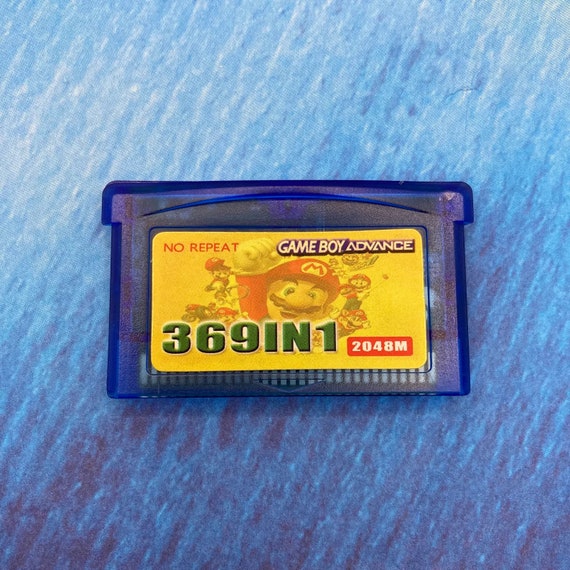 NO REPEAT
GAME BOY ADVANCE
M
369IN1
2048M